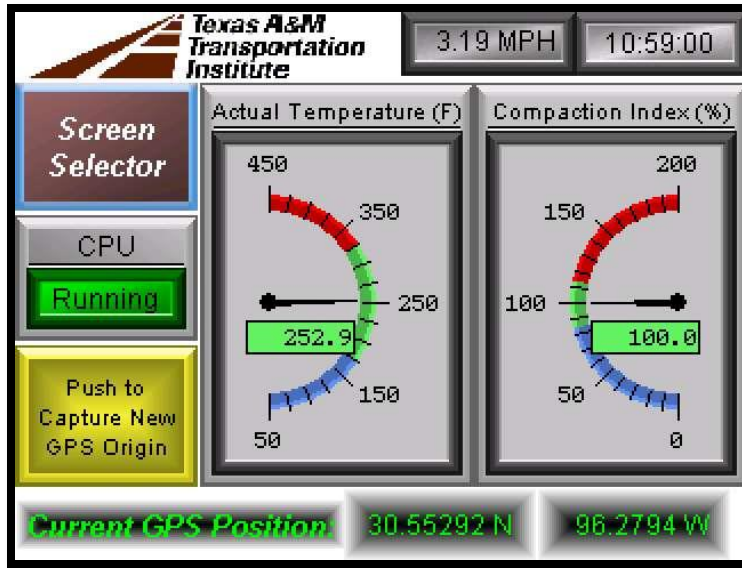 Texas A&M
Transportation
Institute
3.19 MPH
10:59:00
Screen
Selector
CPU
Running
Push to
Capture New
GPS Origin
Actual Temperature (F)
450
350
250
252.9
150
50
Compaction Index (%)
200
150
100
100.0
50
0
Current GPS Position:
30.55292 N
96.2794 W